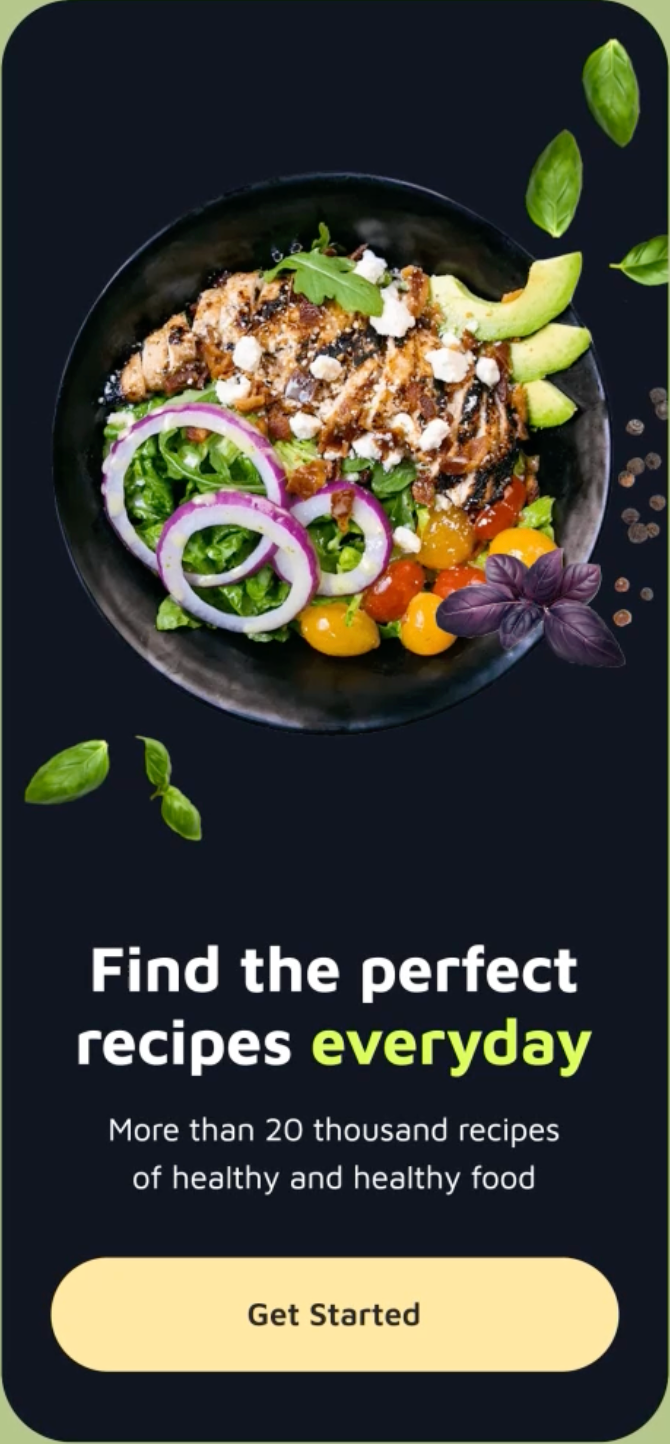 Find the perfect
recipes everyday
More than 20 thousand recipes
of healthy and healthy food
Get Started